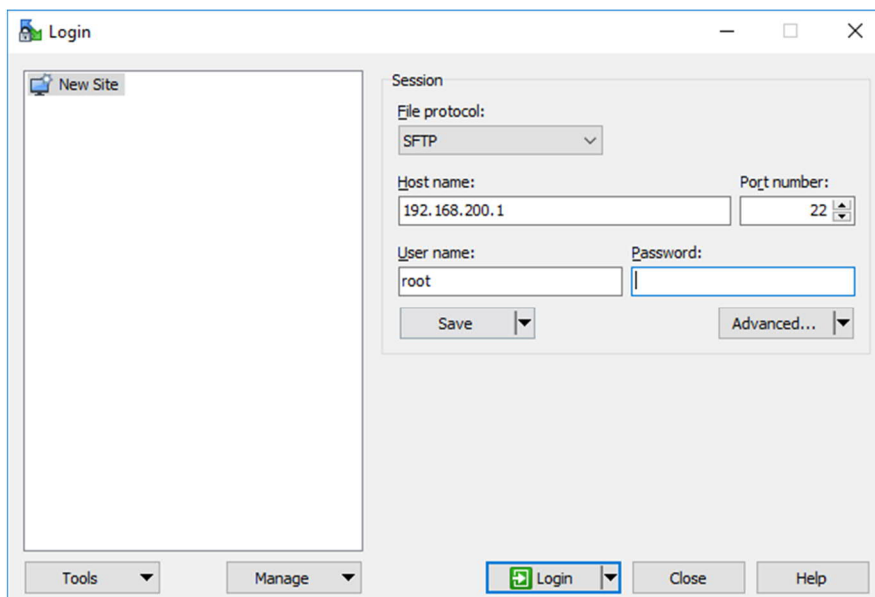 Login
New Site
Session
File protocol:
SFTP
Host name: Port number:
192.168.200.1 22
User name: Password:
root
Save Advanced...
Tools Manage Login Close Help